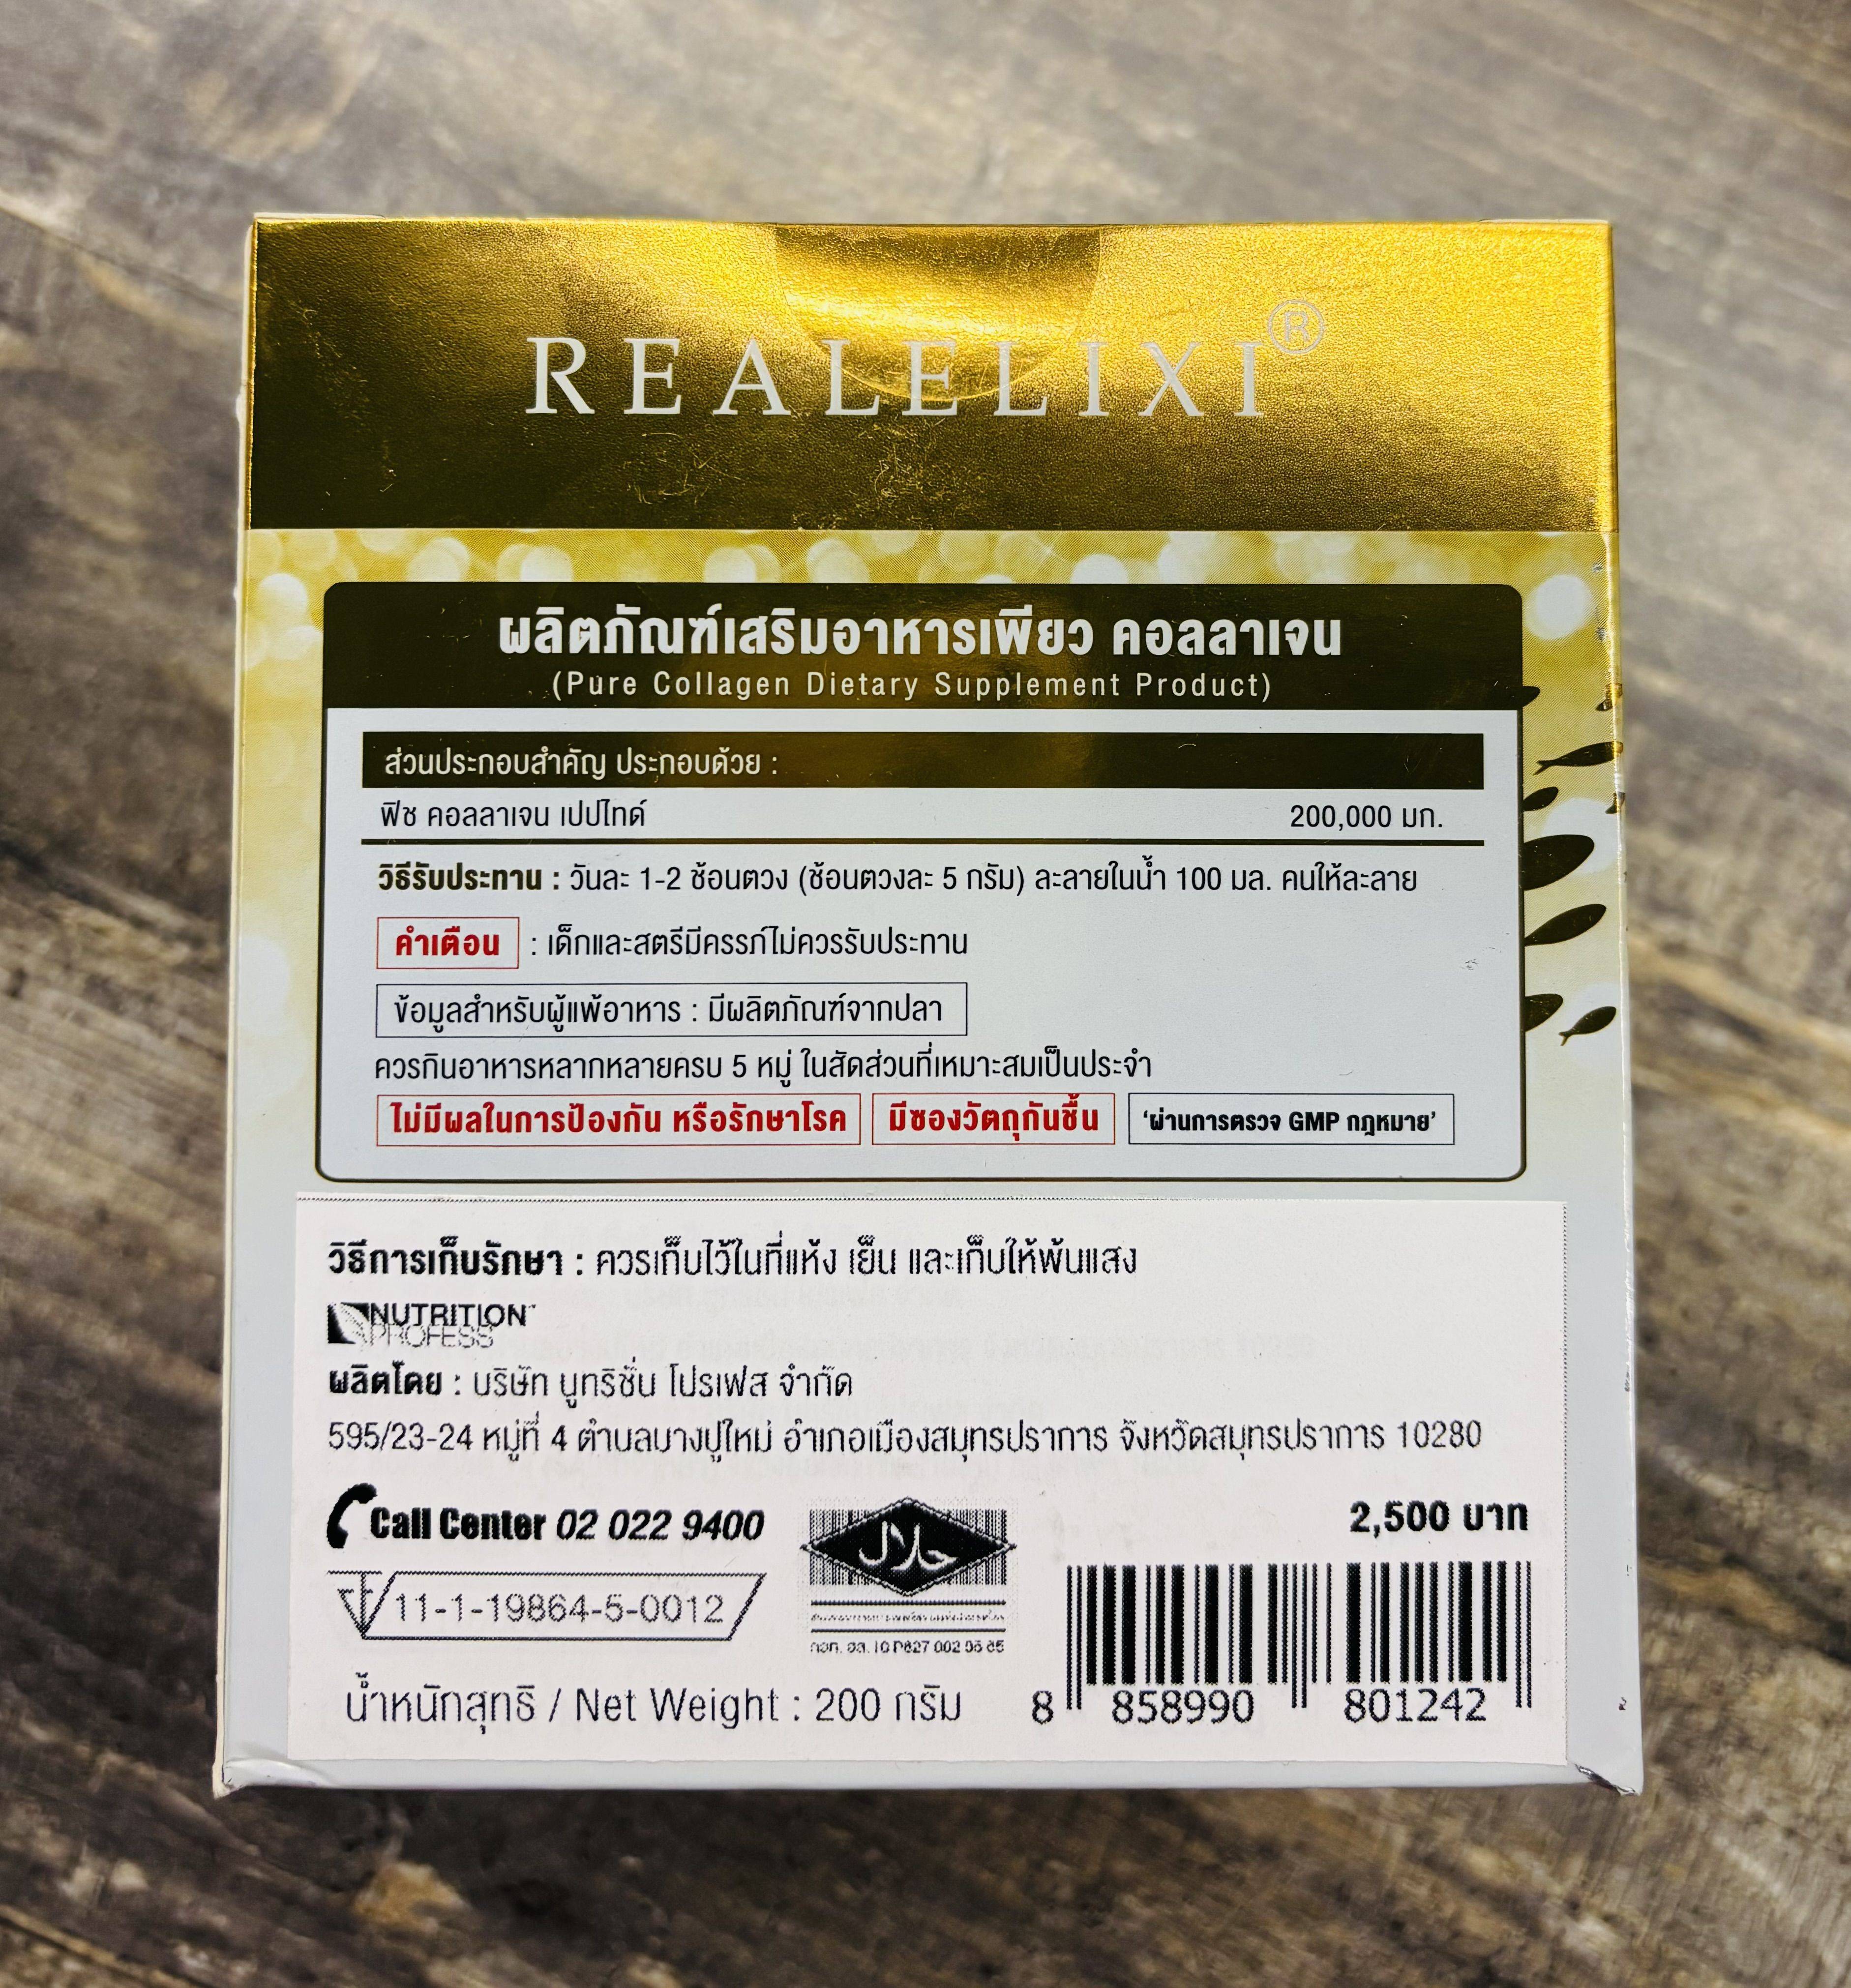 REALELIXI®
ผลิตภัณฑ์เสริมอาหารเพียว คอลลาเจน
(Pure Collagen Dietary Supplement Product)
ส่วนประกอบสำคัญ ประกอบด้วย :
ฟิช คอลลาเจน เปปไทด์ 200,000 มก.
วิธีรับประทาน : วันละ 1-2 ช้อนตวง (ช้อนตวงละ 5 กรัม) ละลายในน้ำ 100 มล. คนให้ละลาย
คำเตือน : เด็กและสตรีมีครรภ์ไม่ควรรับประทาน
ข้อมูลสำหรับผู้แพ้อาหาร : มีผลิตภัณฑ์จากปลา
ควรกินอาหารหลากหลายครบ 5 หมู่ ในสัดส่วนที่เหมาะสมเป็นประจำ
ไม่มีผลในการป้องกัน หรือรักษาโรค มีซองวัตถุกันชื้น ‘ผ่านการตรวจ GMP กฎหมาย’
วิธีการเก็บรักษา : ควรเก็บไว้ในที่แห้ง เย็น และเก็บให้พ้นแสง
NUTRITION™
PROFESS
ผลิตโดย : บริษัท นูทริชั่น โปรเฟส จำกัด
595/23-24 หมู่ที่ 4 ตำบลบางปูใหม่ อำเภอเมืองสมุทรปราการ จังหวัดสมุทรปราการ 10280
Call Center 02 022 9400
حلال
2,500 บาท
11-1-19864-5-0012
น้ำหนักสุทธิ / Net Weight : 200 กรัม
8 858990 801242